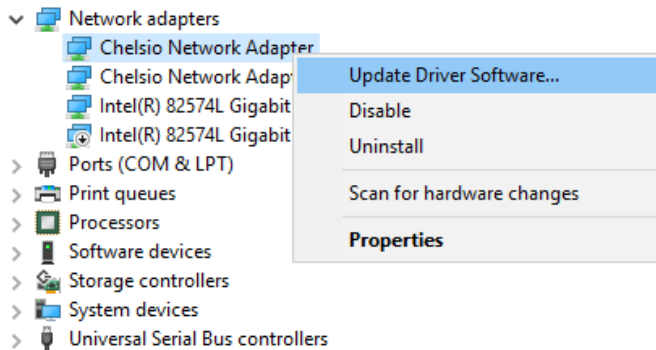 Network adapters
Chelsio Network Adapter
Chelsio Network Adap
Intel(R) 82574L Gigabit
Intel(R) 82574L Gigabit
Ports (COM & LPT)
Print queues
Processors
Software devices
Storage controllers
System devices
Universal Serial Bus controllers
Update Driver Software...
Disable
Uninstall
Scan for hardware changes
Properties